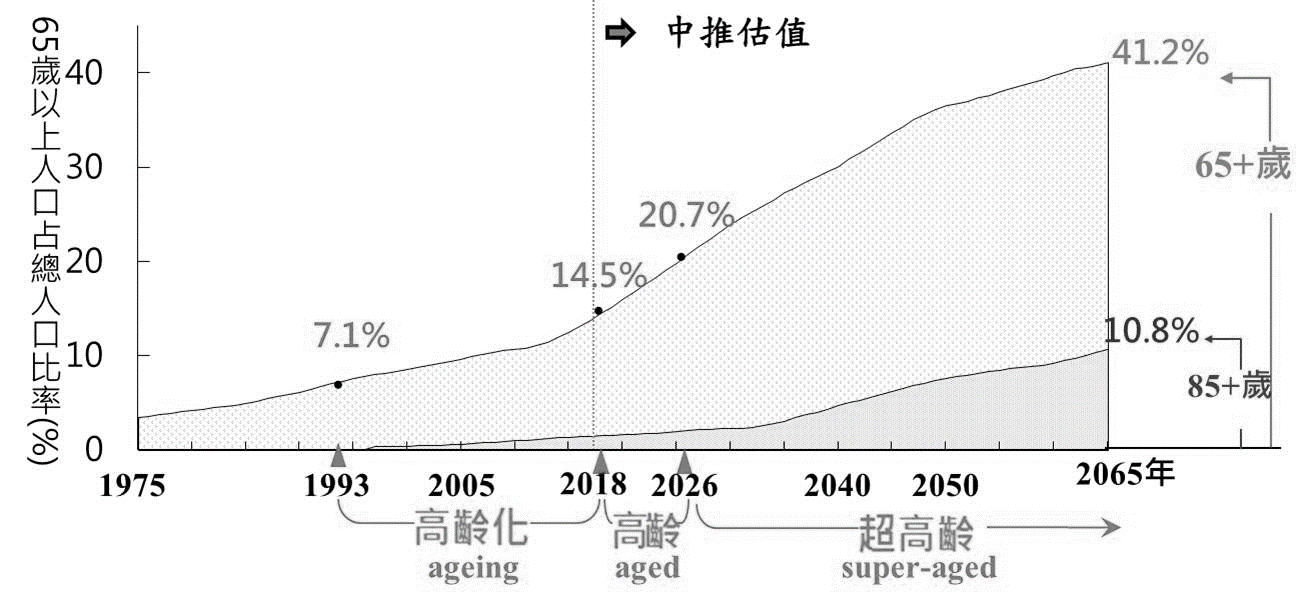 65歲以上人口占總人口比率(%)
中推估值
40
30
20
10
0
7.1%
14.5%
20.7%
41.2%
65+歲
10.8%
85+歲
1975
1993
2005
2018
2026
2040
2050
2065年
高齡化
ageing
高齡
aged
超高齡
super-aged